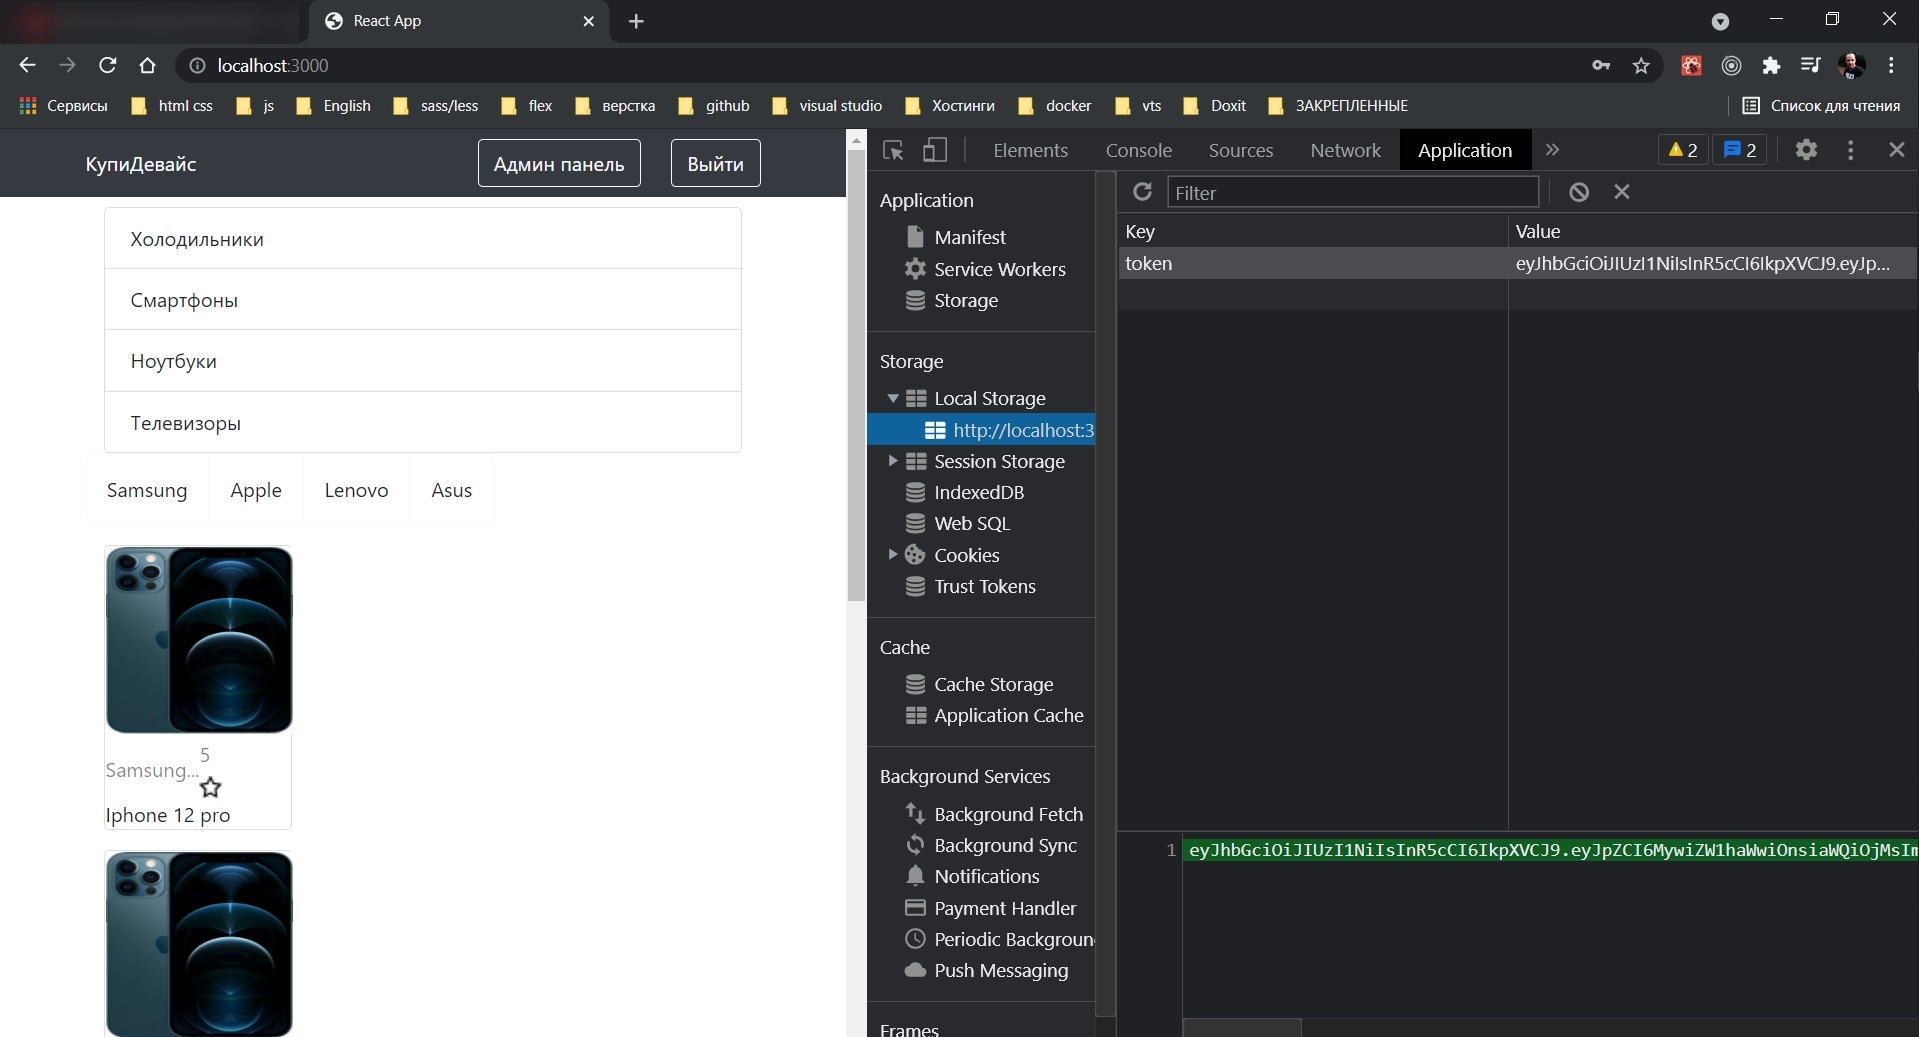 React App
localhost:3000
Сервисы
html css
js
English
sass/less
flex
верстка
github
visual studio
Хостинги
docker
vts
Doxit
ЗАКРЕПЛЕННЫЕ
Список для чтения
КупиДевайс
Админ панель
Выйти
Холодильники
Смартфоны
Ноутбуки
Телевизоры
Samsung
Apple
Lenovo
Asus
5
Samsung...
Iphone 12 pro
Elements
Console
Sources
Network
Application
2
2
Application
Manifest
Service Workers
Storage
Storage
Local Storage
http://localhost:3
Session Storage
IndexedDB
Web SQL
Cookies
Trust Tokens
Cache
Cache Storage
Application Cache
Background Services
Background Fetch
Background Sync
Notifications
Payment Handler
Periodic Backgroun
Push Messaging
Frames
Filter
Key
Value
token
eyJhbGciOiJIUzI1NiIsInR5cCI6IkpXVCJ9.eyJp...
1
eyJhbGciOiJIUzI1NiIsInR5cCI6IkpXVCJ9.eyJpZCI6MywiZW1haWwiOnsiaWQiOjMsIm